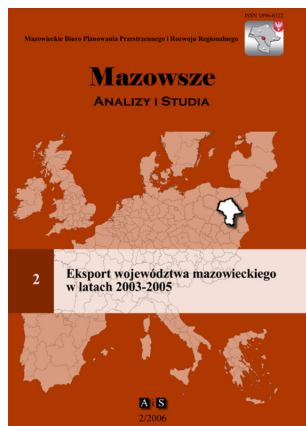 ISSN 1896-6322
Mazowieckie Biuro Planowania Przestrzennego i Rozwoju Regionalnego
Mazowsze
ANALIZY I STUDIA
2
Eksport województwa mazowieckiego
w latach 2003-2005
A i S
2/2006